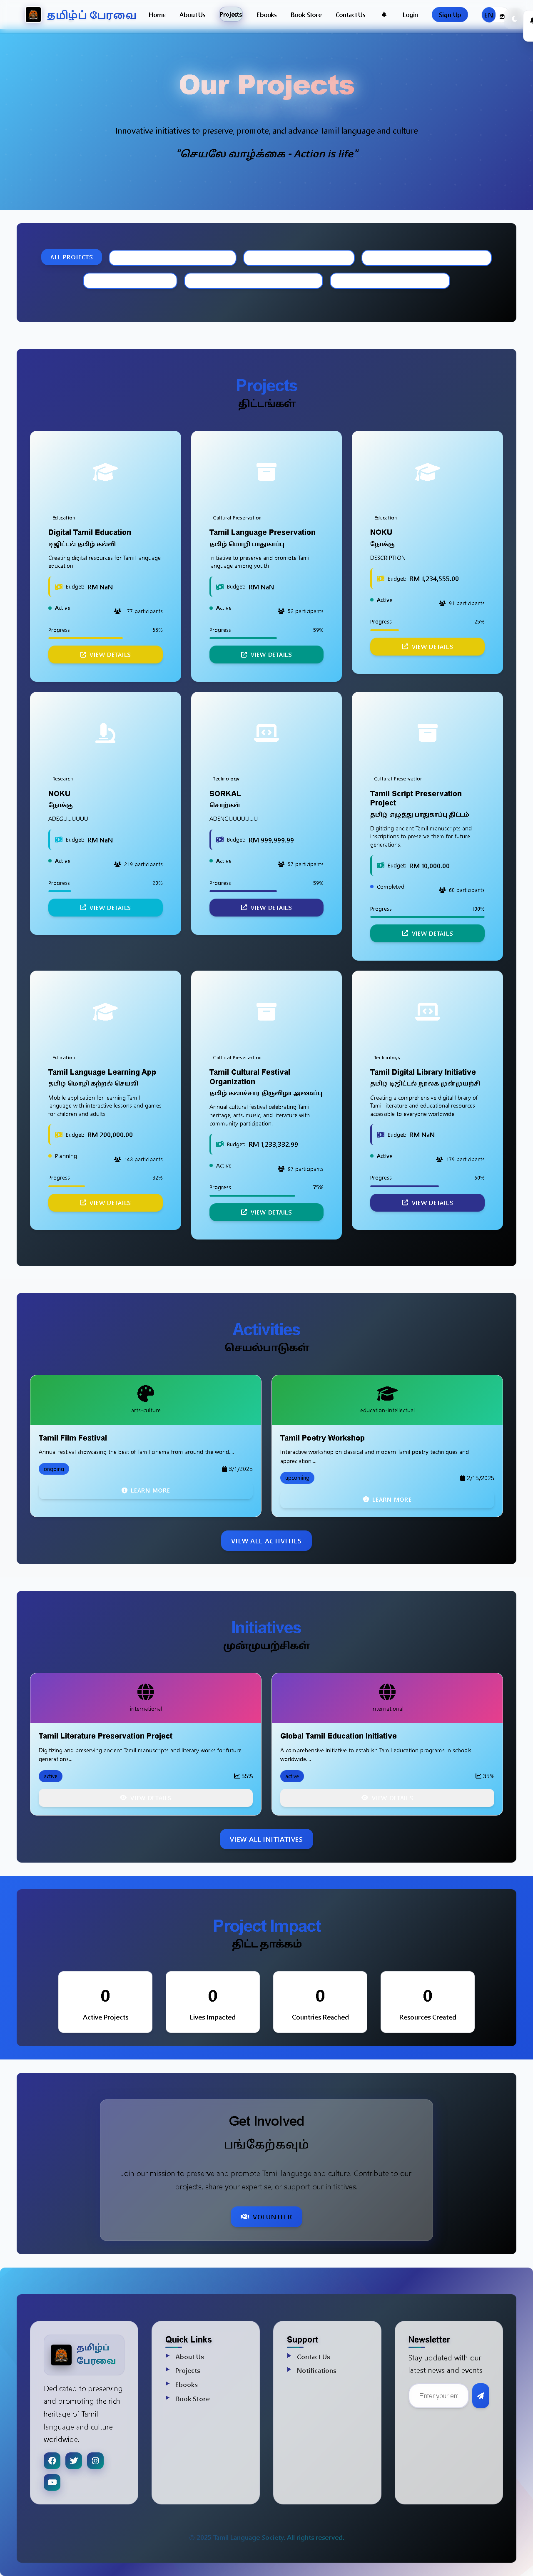 தமிழ்ப் பேரவை Home About Us Projects Ebooks Book Store Contact Us Login Sign Up EN த
Our Projects
Innovative initiatives to preserve, promote, and advance Tamil language and culture
"செயலே வாழ்க்கை - Action is life"
ALL PROJECTS
Projects
திட்டங்கள்
Education
Digital Tamil Education
டிஜிட்டல் தமிழ் கல்வி
Creating digital resources for Tamil language
education
Budget: RM NaN
Active
177 participants
Progress 65%
VIEW DETAILS
Cultural Preservation
Tamil Language Preservation
தமிழ் மொழி பாதுகாப்பு
Initiative to preserve and promote Tamil
language among youth
Budget: RM NaN
Active
53 participants
Progress 59%
VIEW DETAILS
Education
NOKU
நோக்கு
DESCRIPTION
Budget: RM 1,234,555.00
Active
91 participants
Progress 25%
VIEW DETAILS
Research
NOKU
நோக்கு
ADEGUUUUUU
Budget: RM NaN
Active
219 participants
Progress 20%
VIEW DETAILS
Technology
SORKAL
சொற்கள்
ADENGUUUUUUU
Budget: RM 999,999.99
Active
57 participants
Progress 59%
VIEW DETAILS
Cultural Preservation
Tamil Script Preservation
Project
தமிழ் எழுத்து பாதுகாப்பு திட்டம்
Digitizing ancient Tamil manuscripts and
inscriptions to preserve them for future
generations.
Budget: RM 10,000.00
Completed
68 participants
Progress 100%
VIEW DETAILS
Education
Tamil Language Learning App
தமிழ் மொழி கற்றல் செயலி
Mobile application for learning Tamil
language with interactive lessons and games
for children and adults.
Budget: RM 200,000.00
Planning
143 participants
Progress 32%
VIEW DETAILS
Cultural Preservation
Tamil Cultural Festival
Organization
தமிழ் கலாச்சார திருவிழா அமைப்பு
Annual cultural festival celebrating Tamil
heritage, arts, music, and literature with
community participation.
Budget: RM 1,233,332.99
Active
97 participants
Progress 75%
VIEW DETAILS
Technology
Tamil Digital Library Initiative
தமிழ் டிஜிட்டல் நூலக முன்முயற்சி
Creating a comprehensive digital library of
Tamil literature and educational resources
accessible to everyone worldwide.
Budget: RM NaN
Active
179 participants
Progress 60%
VIEW DETAILS
Activities
செயல்பாடுகள்
arts-culture
Tamil Film Festival
Annual festival showcasing the best of Tamil cinema from around the world....
ongoing 3/1/2025
LEARN MORE
education-intellectual
Tamil Poetry Workshop
Interactive workshop on classical and modern Tamil poetry techniques and
appreciation....
upcoming 2/15/2025
LEARN MORE
VIEW ALL ACTIVITIES
Initiatives
முன்முயற்சிகள்
international
Tamil Literature Preservation Project
Digitizing and preserving ancient Tamil manuscripts and literary works for future
generations....
active 55%
VIEW DETAILS
international
Global Tamil Education Initiative
A comprehensive initiative to establish Tamil education programs in schools
worldwide....
active 35%
VIEW DETAILS
VIEW ALL INITIATIVES
Project Impact
திட்ட தாக்கம்
0
Active Projects
0
Lives Impacted
0
Countries Reached
0
Resources Created
Get Involved
பங்கேற்கவும்
Join our mission to preserve and promote Tamil language and culture. Contribute to our
projects, share your expertise, or support our initiatives.
VOLUNTEER
தமிழ்ப்
பேரவை
Dedicated to preserving
and promoting the rich
heritage of Tamil
language and culture
worldwide.
Quick Links
About Us
Projects
Ebooks
Book Store
Support
Contact Us
Notifications
Newsletter
Stay updated with our
latest news and events
Enter your em
© 2025 Tamil Language Society. All rights reserved.